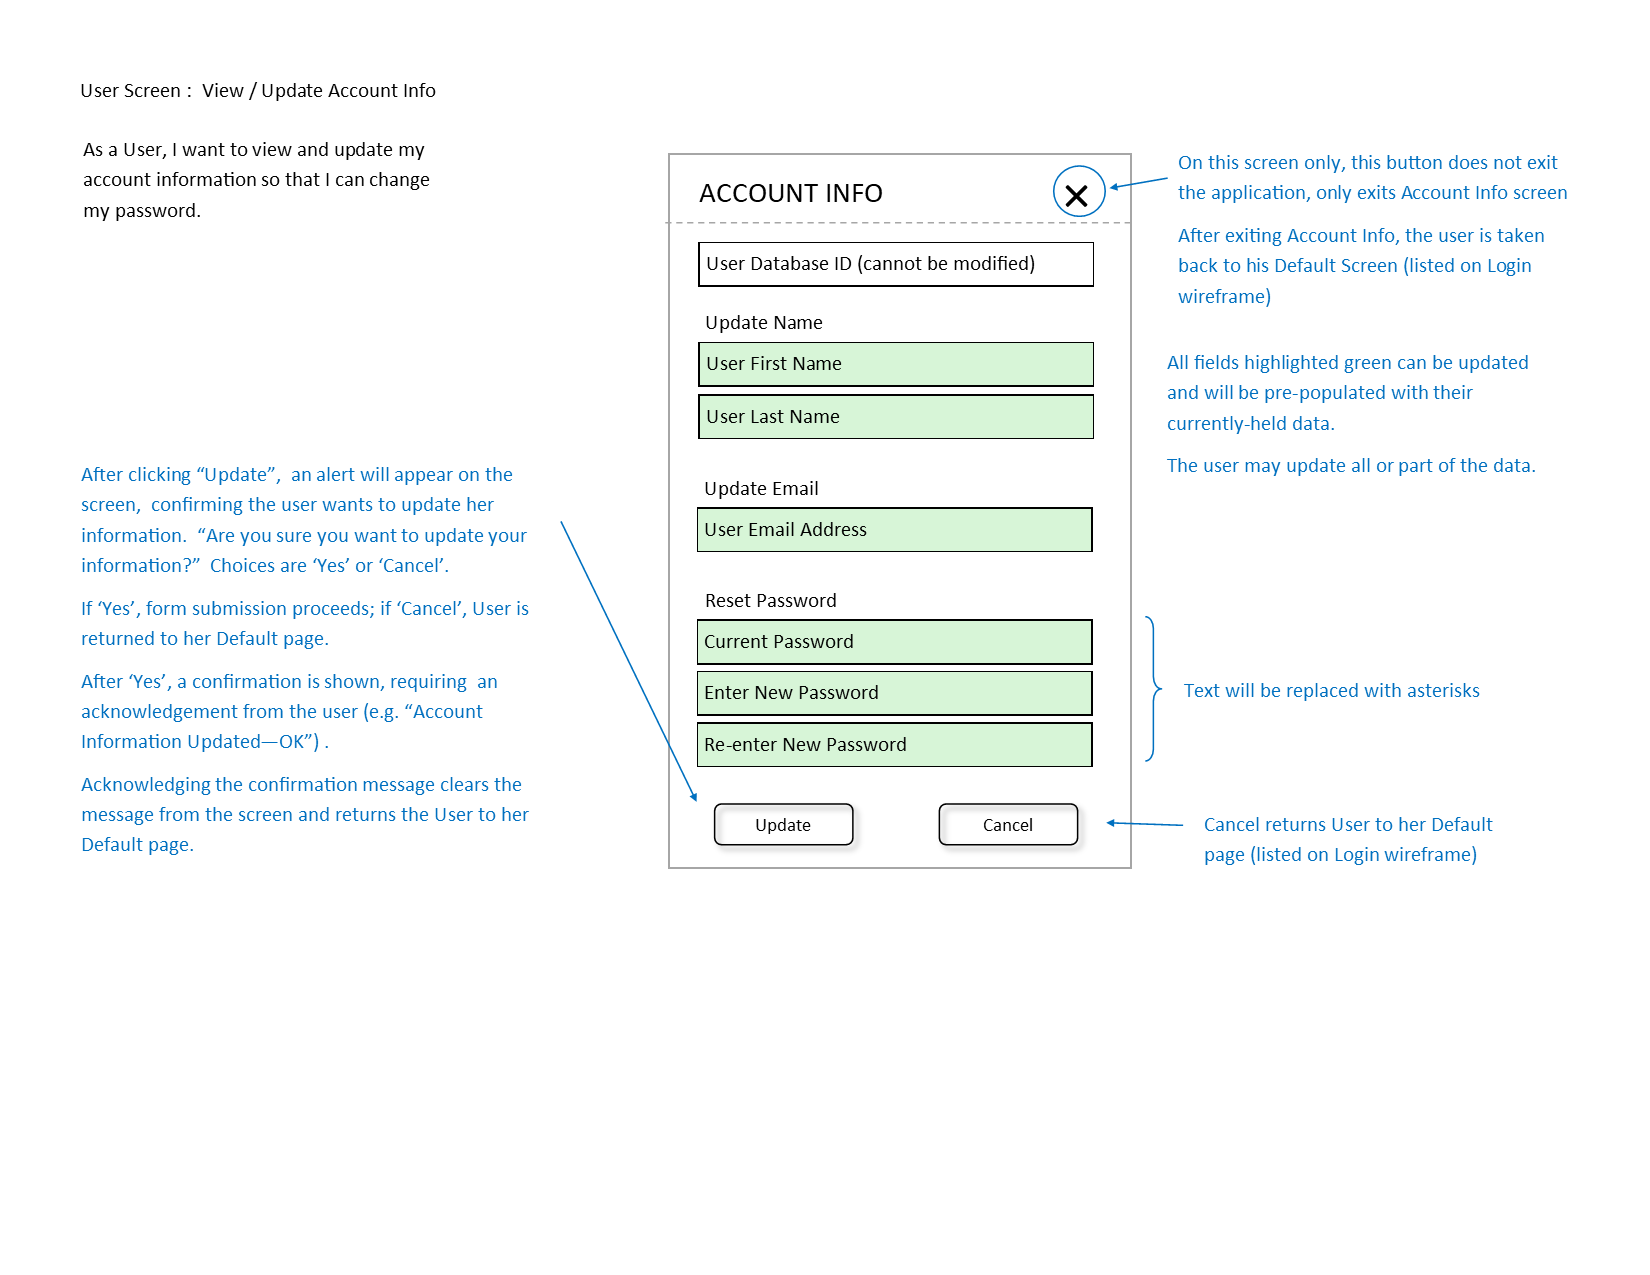 User Screen :  View / Update Account Info
As a User, I want to view and update my
account information so that I can change
my password.
After clicking “Update”,  an alert will appear on the
screen,  confirming the user wants to update her
information.  “Are you sure you want to update your
information?”  Choices are ‘Yes’ or ‘Cancel’.
If ‘Yes’, form submission proceeds; if ‘Cancel’, User is
returned to her Default page.
After ‘Yes’, a confirmation is shown, requiring  an
acknowledgement from the user (e.g. “Account
Information Updated—OK”) .
Acknowledging the confirmation message clears the
message from the screen and returns the User to her
Default page.
ACCOUNT INFO
User Database ID (cannot be modified)
Update Name
User First Name
User Last Name
Update Email
User Email Address
Reset Password
Current Password
Enter New Password
Re-enter New Password
Update
Cancel
On this screen only, this button does not exit
the application, only exits Account Info screen
After exiting Account Info, the user is taken
back to his Default Screen (listed on Login
wireframe)
All fields highlighted green can be updated
and will be pre-populated with their
currently-held data.
The user may update all or part of the data.
Text will be replaced with asterisks
Cancel returns User to her Default
page (listed on Login wireframe)